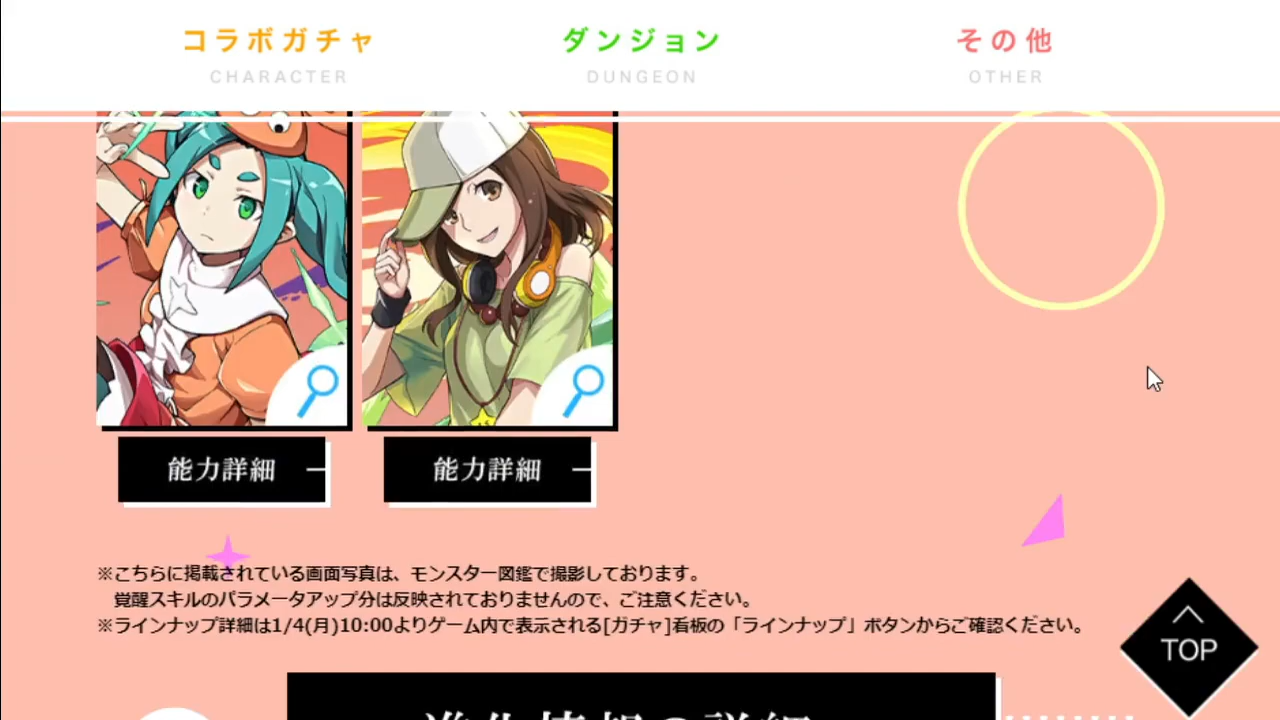 コラボガチャ
CHARACTER
ダンジョン
DUNGEON
その他
OTHER
能力詳細
能力詳細
※こちらに掲載されている画面写真は、モンスター図鑑で撮影しております。
覚醒スキルのパラメータアップ分は反映されておりませんので、ご注意ください。
※ラインナップ詳細は1/4(月)10:00よりゲーム内で表示される[ガチャ]看板の「ラインナップ」ボタンからご確認ください。
TOP
進化情報の詳細